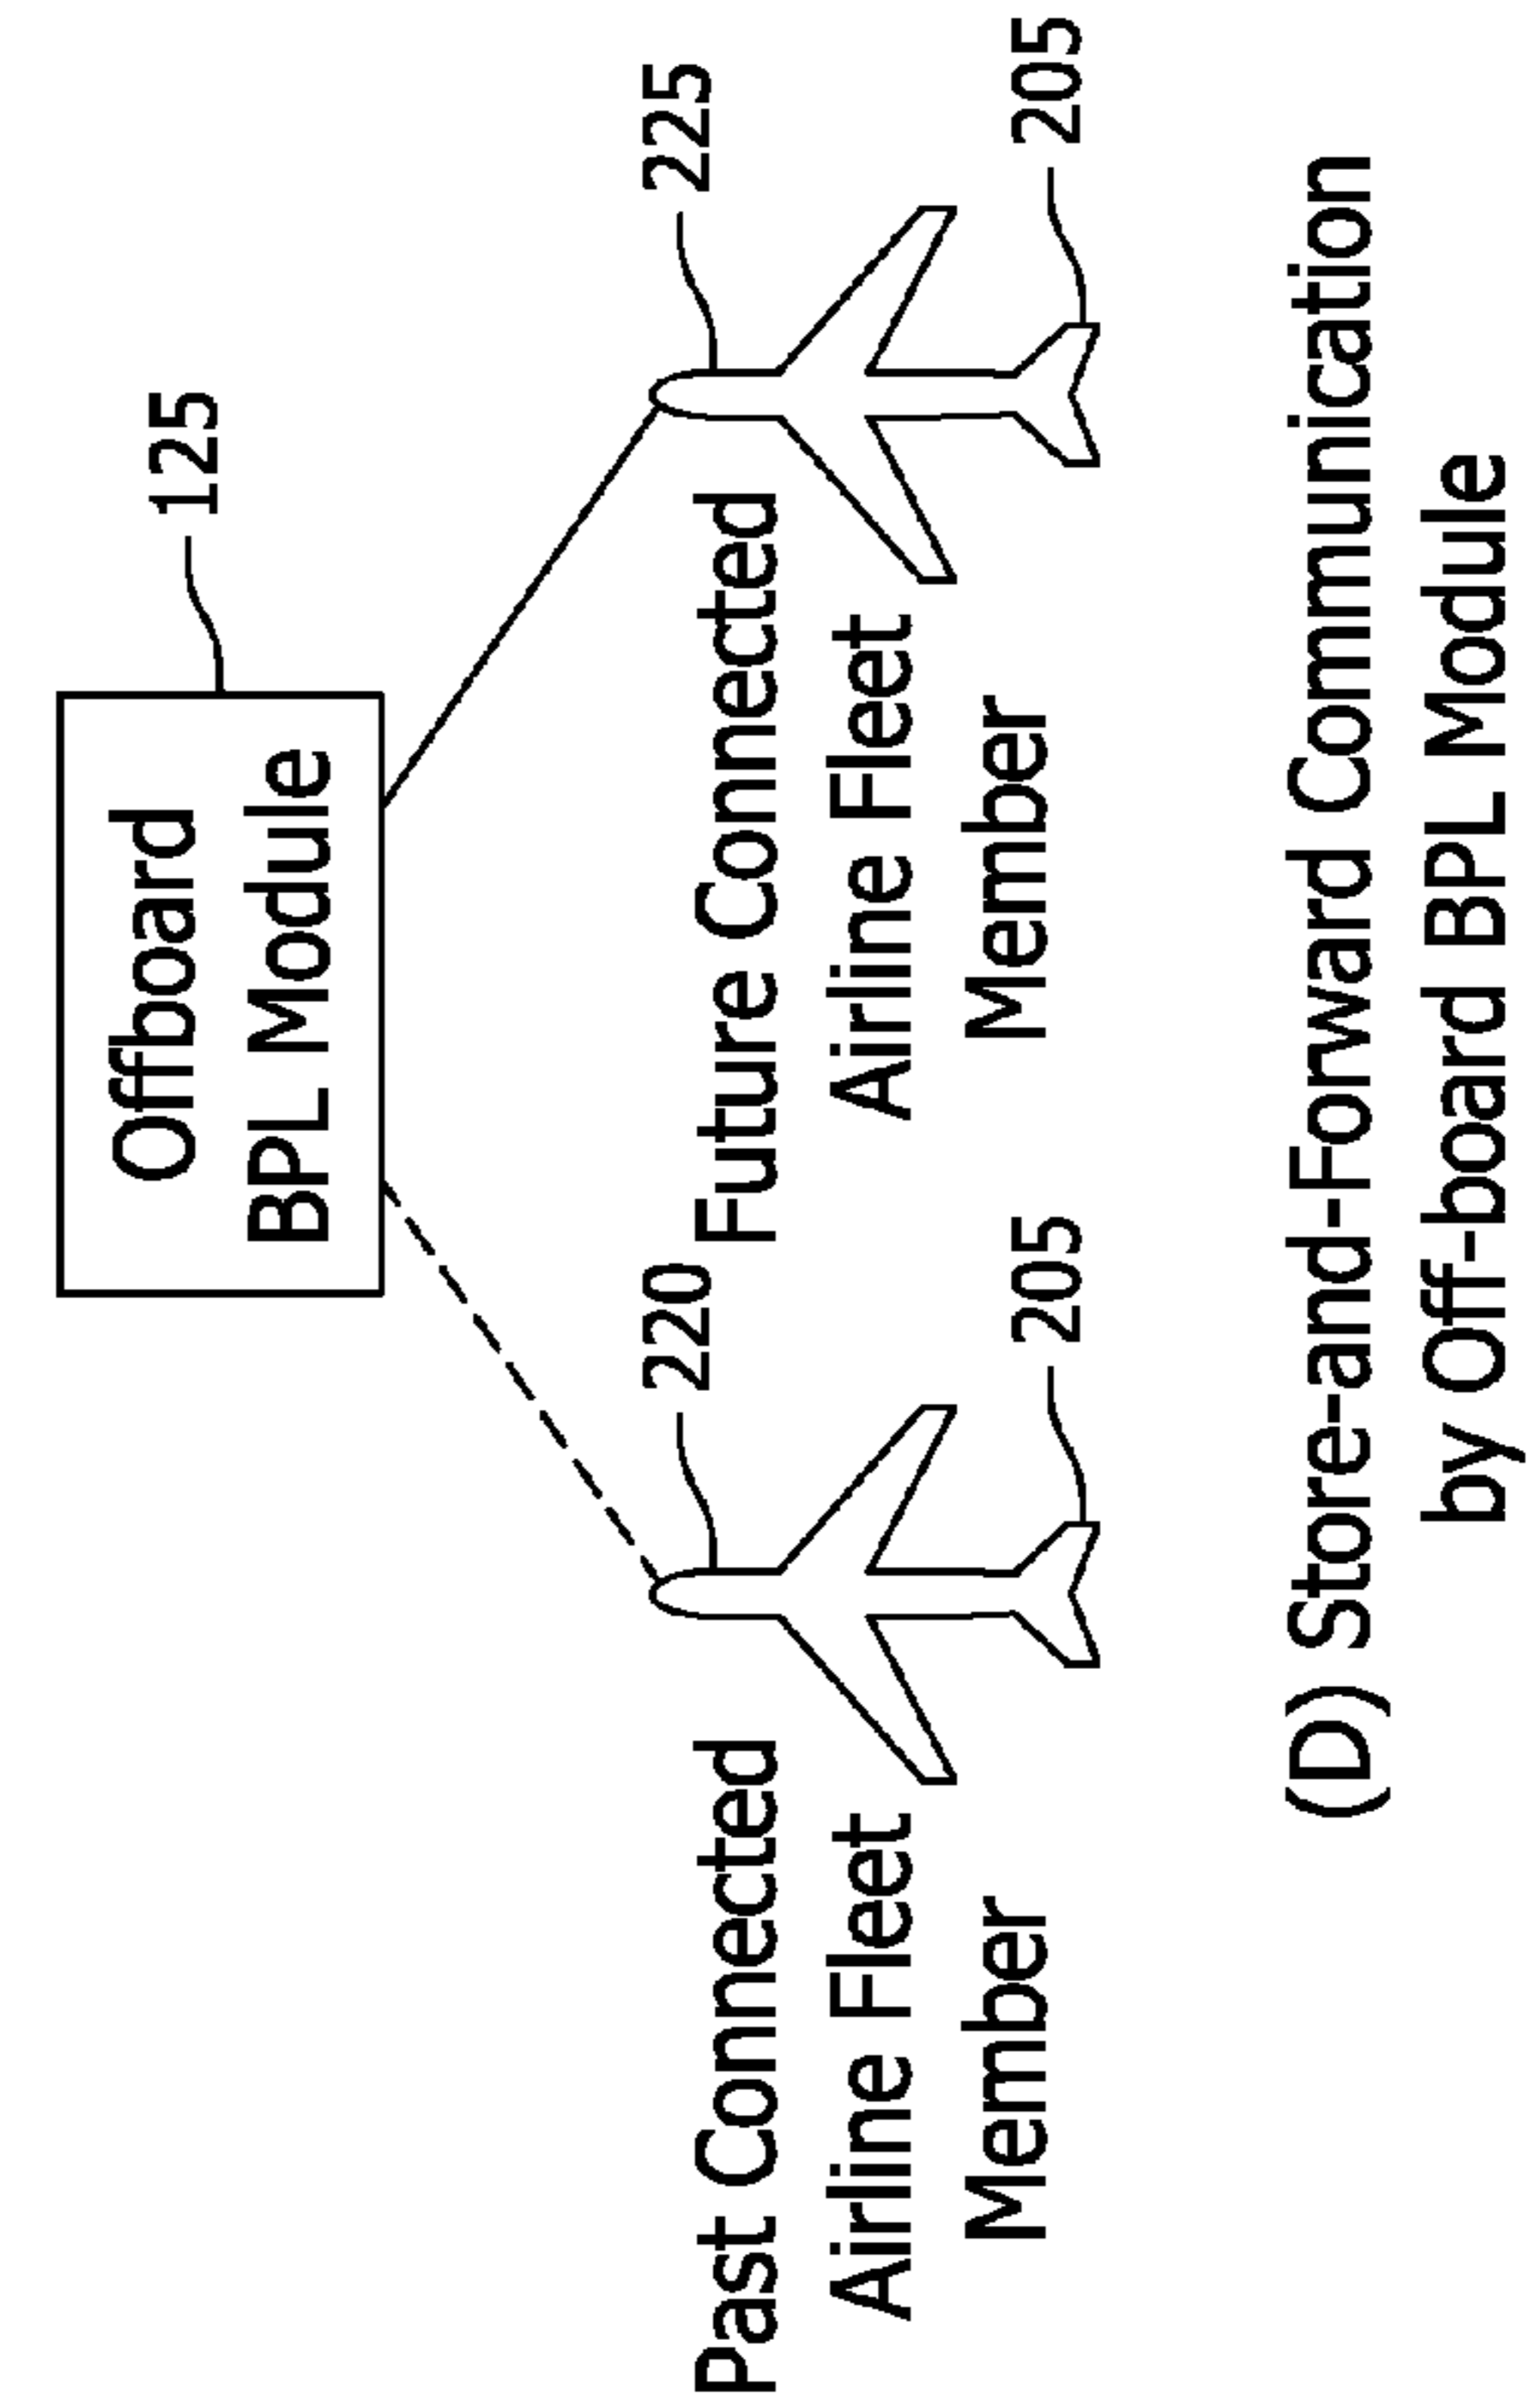 Offboard
BPL Module
125
220
225
Past Connected
Airline Fleet
Member
Future Connected
Airline Fleet
Member
205
205
(D) Store-and-Forward Communication
by Off-board BPL Module